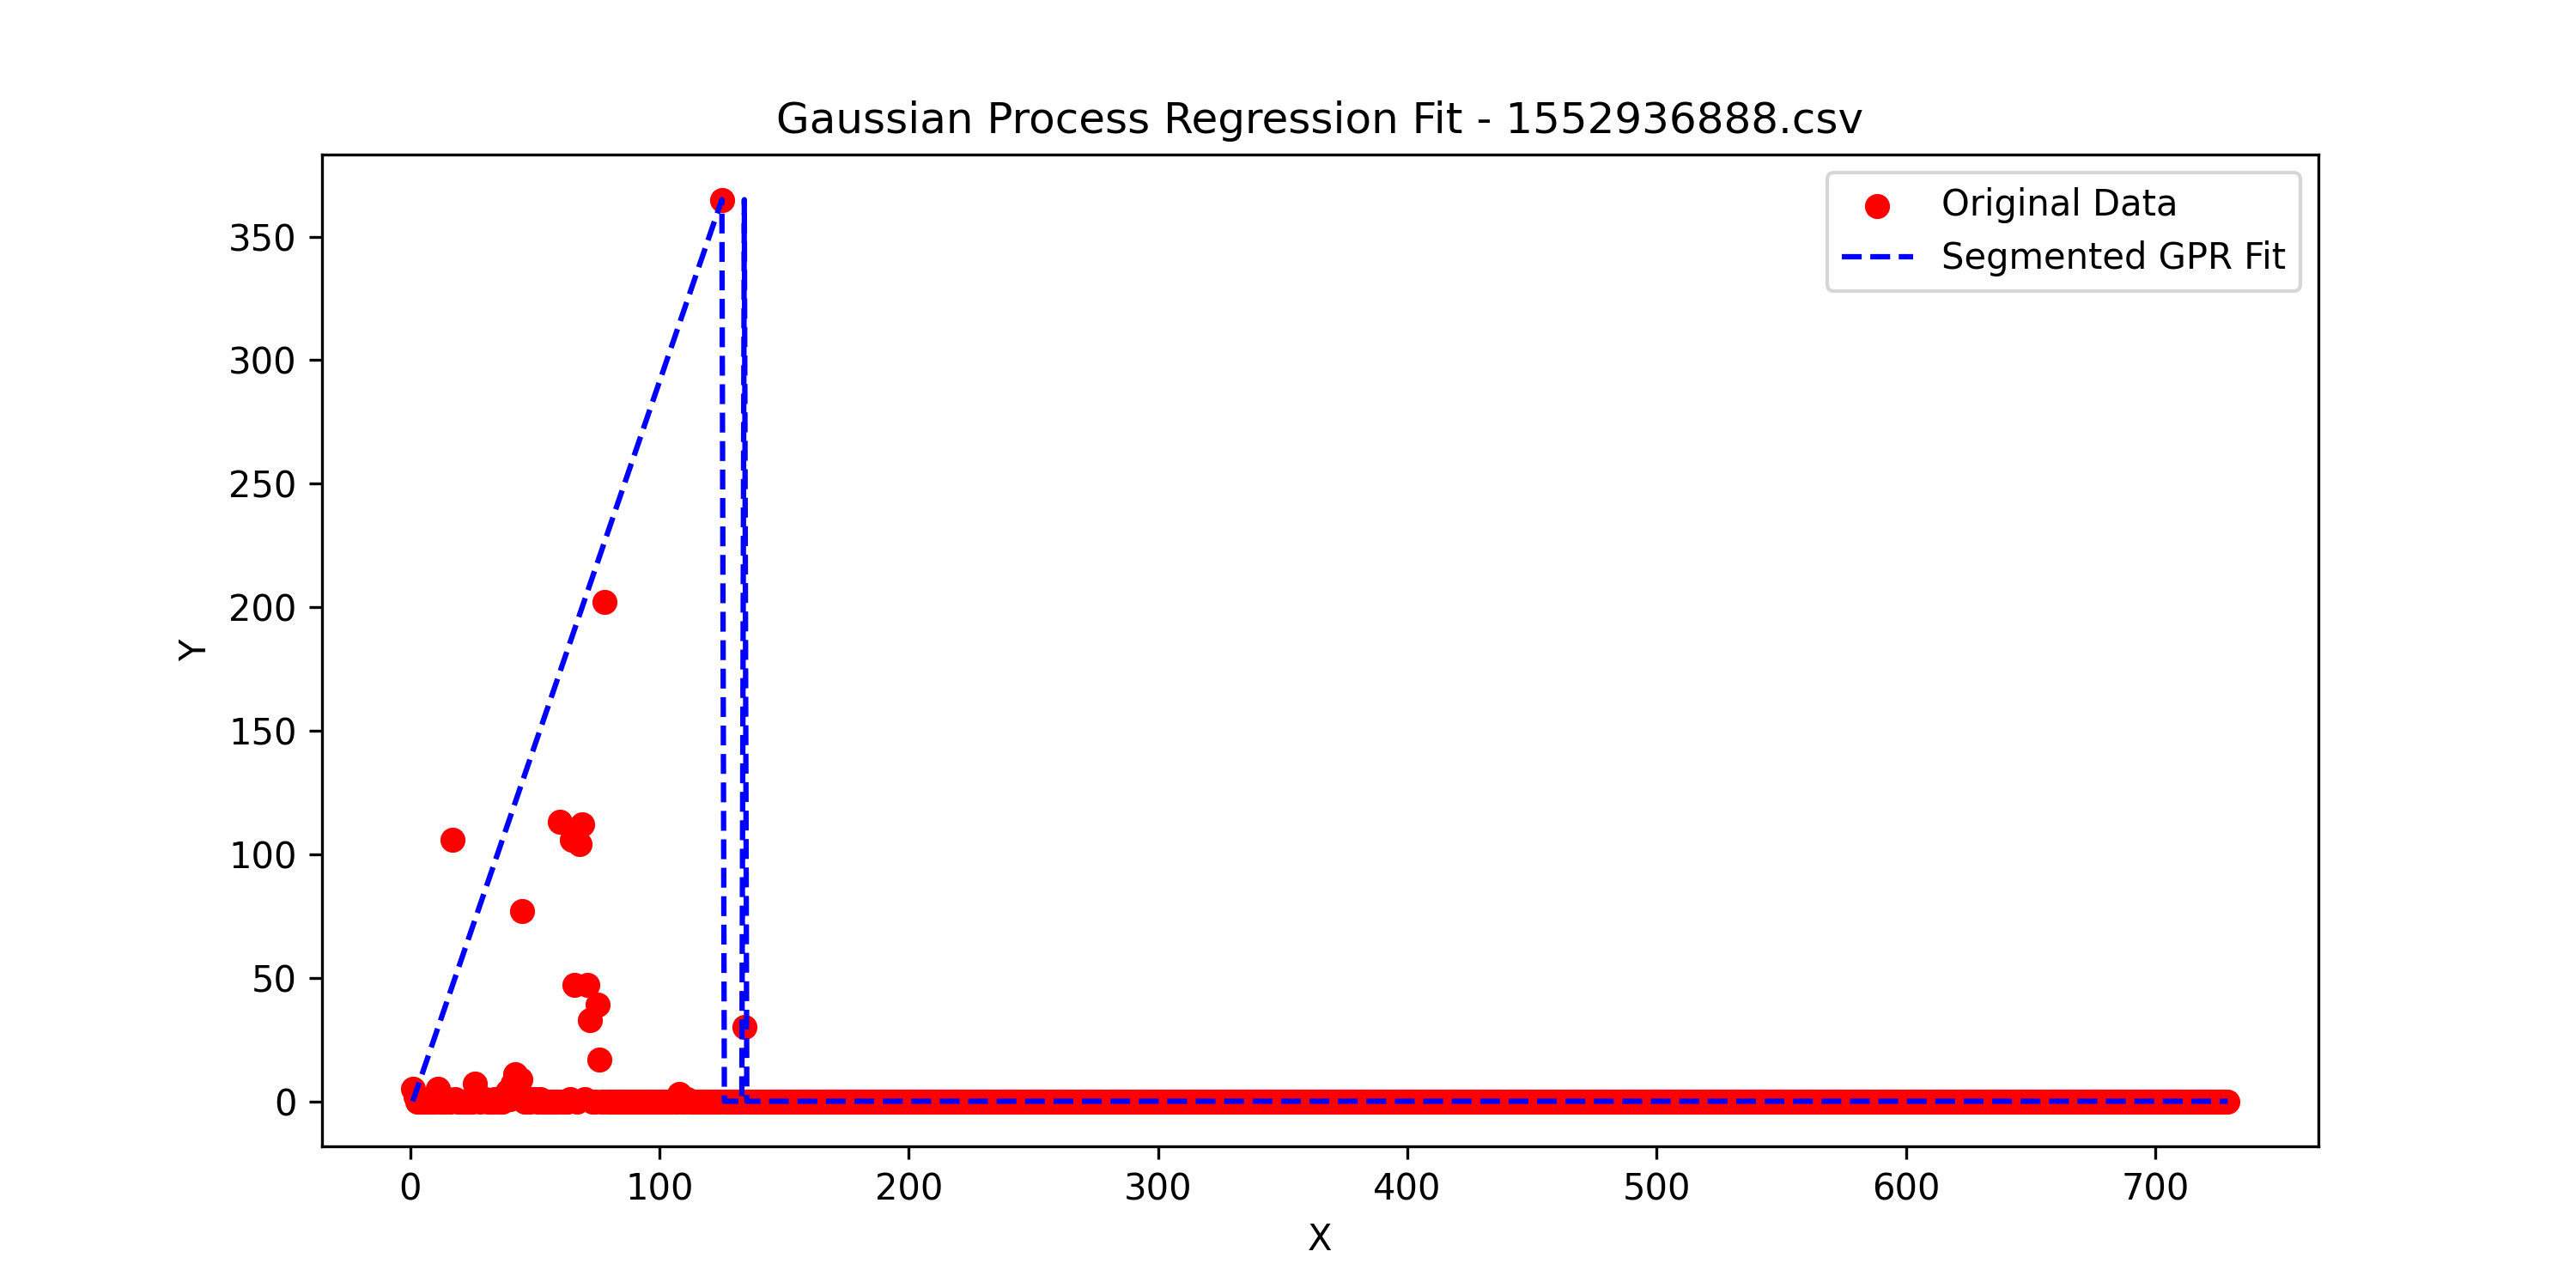 Gaussian Process Regression Fit - 1552936888.csv
Original Data
Segmented GPR Fit
350
300
250
200
150
100
50
0
Y
0 100 200 300 400 500 600 700
X